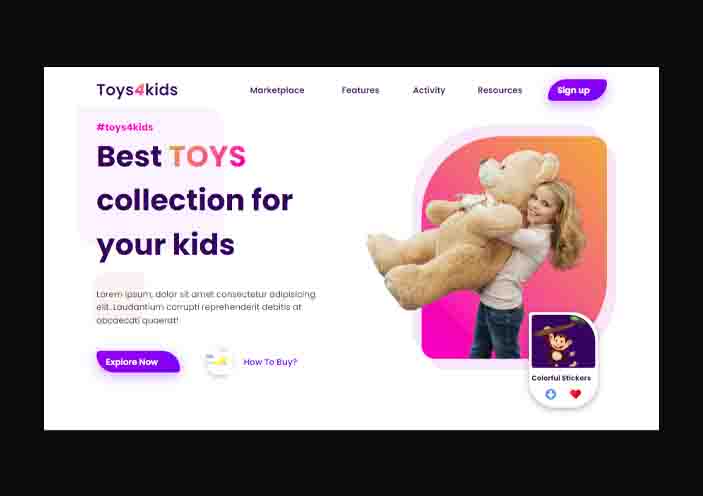 Toys4kids
Marketplace
Features
Activity
Resources
Sign up
#toys4kids
Best TOYS
collection for
your kids
Lorem ipsum, dolor sit amet consectetur adipisicing
elit. Laudantium corrupti reprehenderit debitis at
obcaecati quaerat!
Explore Now
How To Buy?
Colorful Stickers